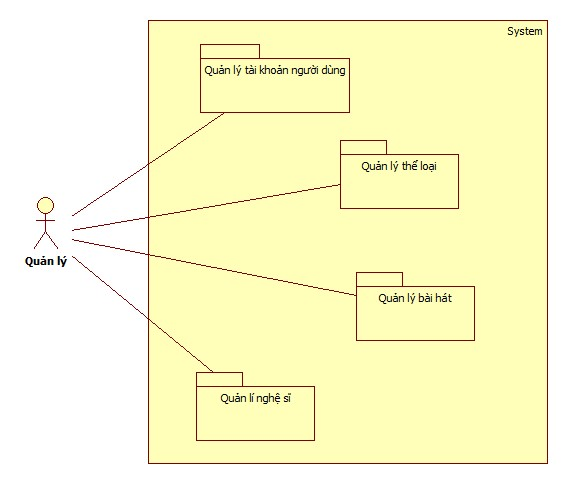 System
Quản lý tài khoản người dùng
Quản lý thể loại
Quản lý
Quản lý bài hát
Quản lí nghệ sĩ